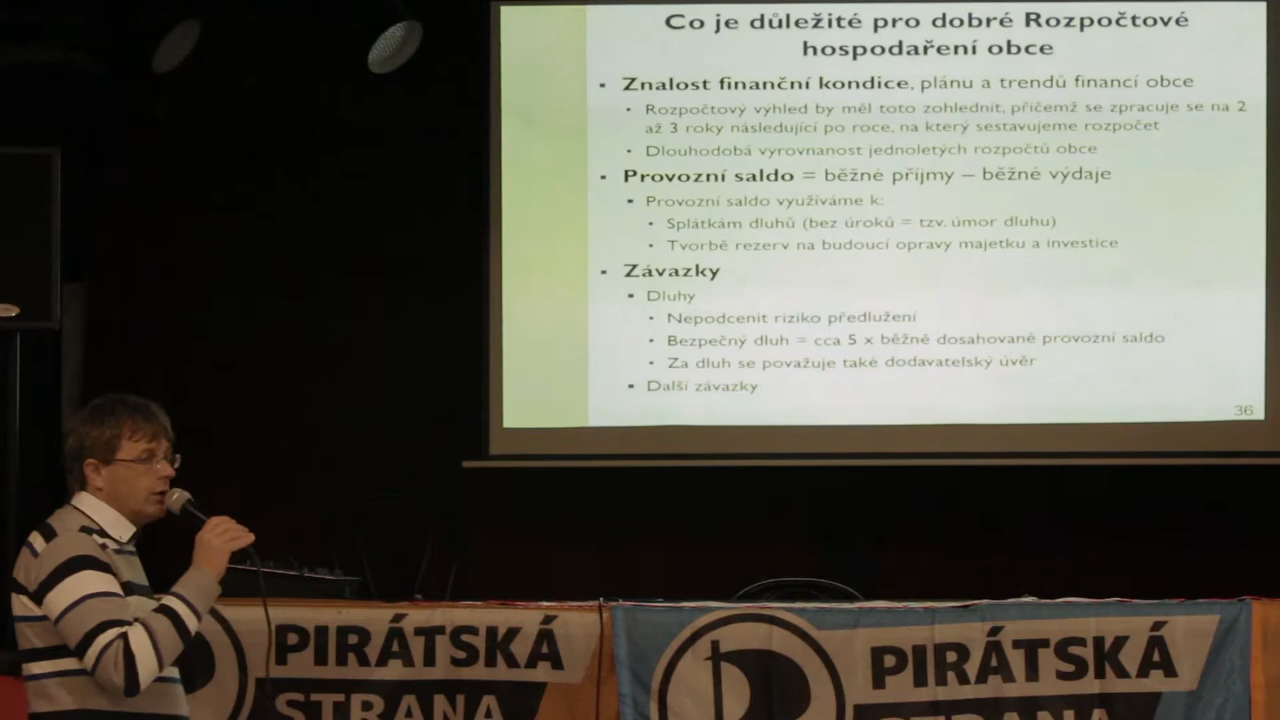 Co je důležité pro dobré Rozpočtové
hospodaření obce
▪ Znalost finanční kondice, plánu a trendů financí obce
• Rozpočtový výhled by měl toto zohlednit, přičemž se zpracuje se na 2
až 3 roky následující po roce, na který sestavujeme rozpočet
• Dlouhodobá vyrovnanost jednoletých rozpočtů obce
▪ Provozní saldo = běžné příjmy – běžné výdaje
▪ Provozní saldo využíváme k:
• Splátkám dluhů (bez úroků = tzv. úmor dluhu)
• Tvorbě rezerv na budoucí opravy majetku a investice
▪ Závazky
▪ Dluhy
• Nepodcenit riziko předlužení
• Bezpečný dluh = cca 5 x běžně dosahované provozní saldo
• Za dluh se považuje také dodavatelský úvěr
▪ Další závazky
36
PIRÁTSKÁ
STRANA
PIRÁTSKÁ
STRANA